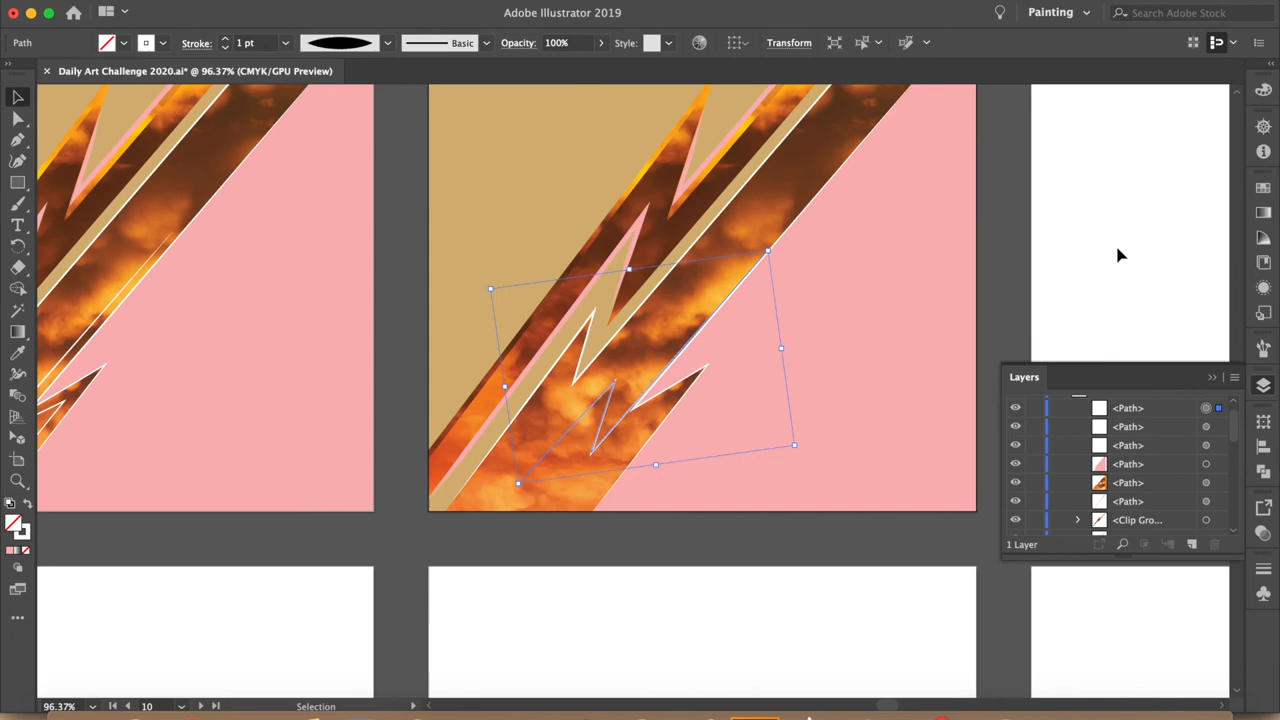 Adobe Illustrator 2019
Painting
Search Adobe Stock
Path
Stroke:
1 pt
Basic
Opacity:
100%
Style:
Transform
Daily Art Challenge 2020.ai* @ 96.37% (CMYK/GPU Preview)
Layers
<Path>
<Path>
<Path>
<Path>
<Path>
<Path>
<Clip Gro...
1 Layer
96.37%
10
Selection